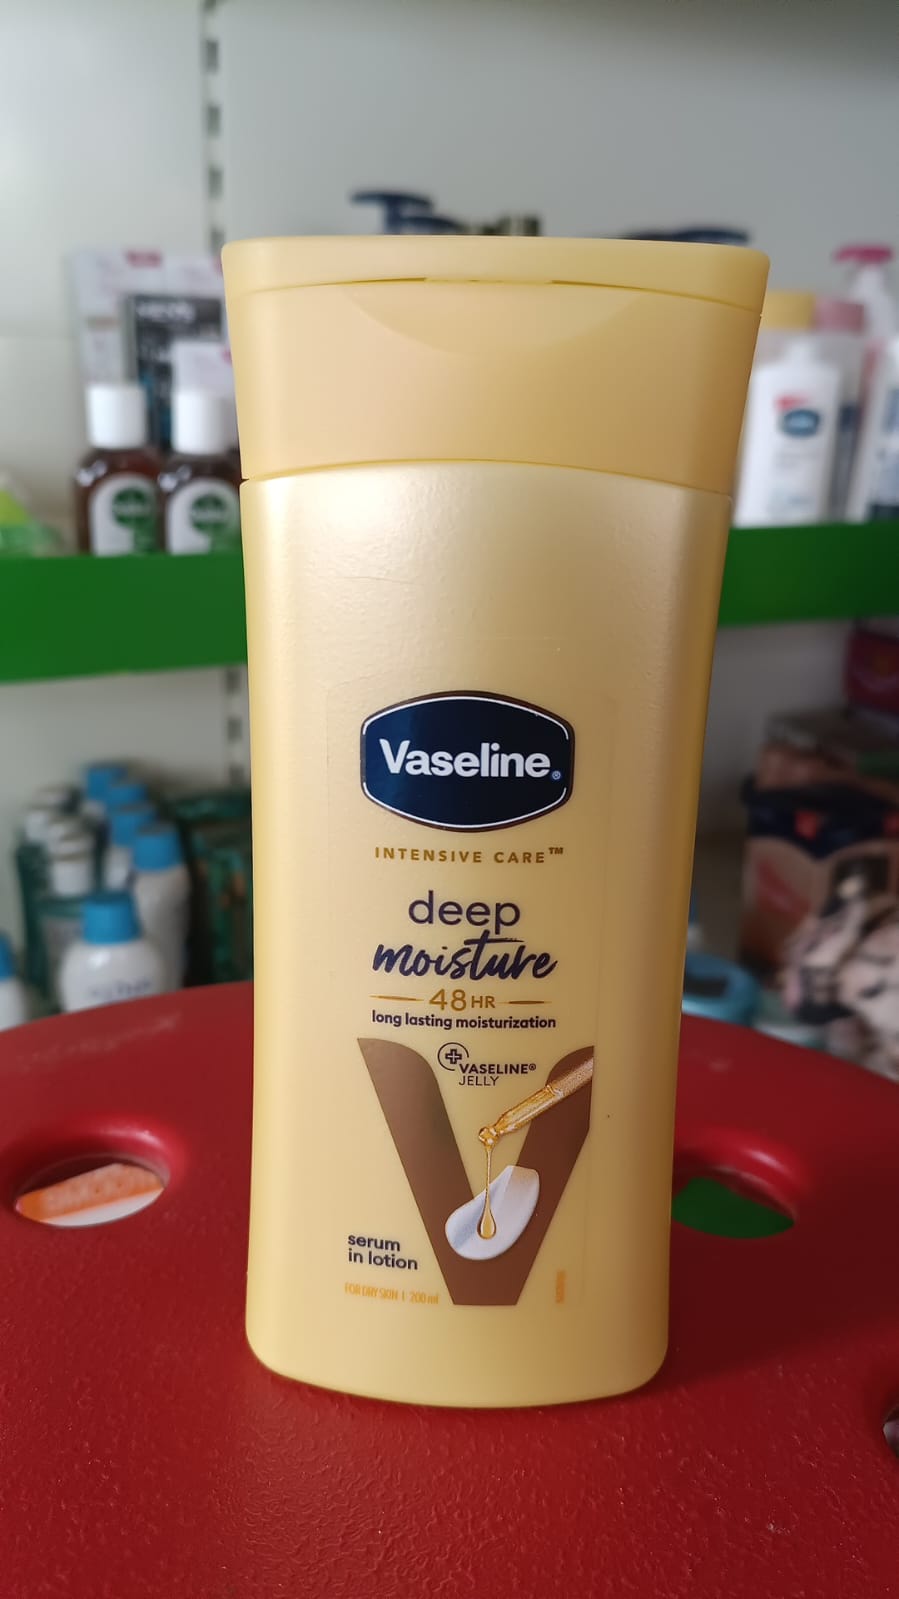 Vaseline®
INTENSIVE CARE™
deep
moisture
48 HR
long lasting moisturization
VASELINE®
JELLY
serum
in lotion
FOR DRY SKIN | 200 ml